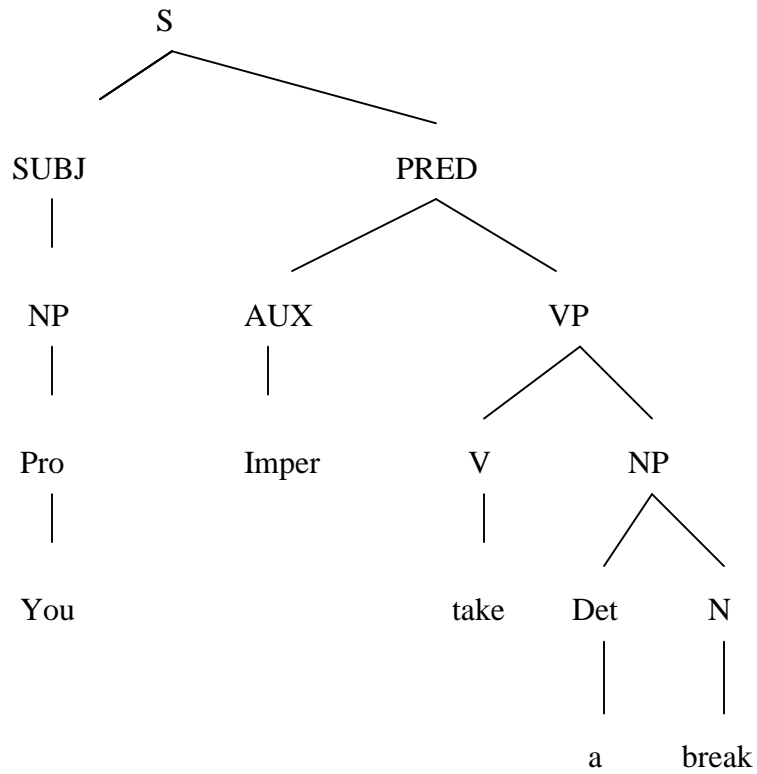 S
SUBJ PRED
NP AUX VP
Pro Imper V NP
You take Det N
a break